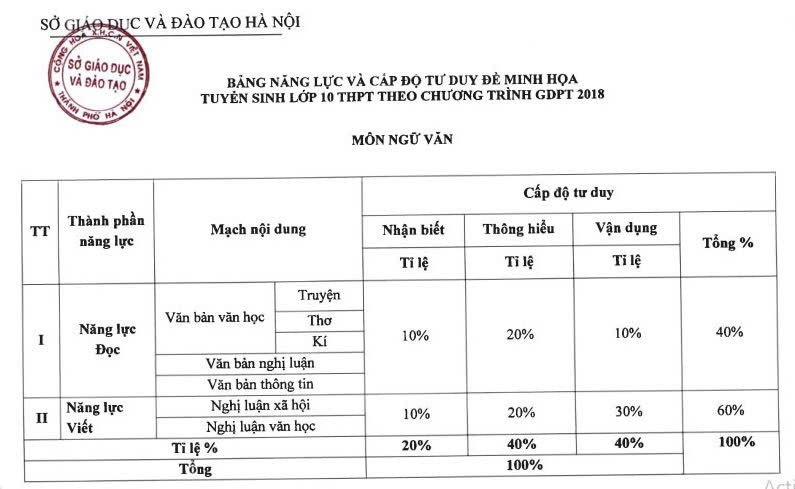 SỞ GIÁO DỤC VÀ ĐÀO TẠO HÀ NỘI
CỘNG HOÀ X.H.C.N VIỆT NAM
SỞ GIÁO DỤC
VÀ ĐÀO TẠO
THÀNH PHỐ HÀ NỘI
BẢNG NĂNG LỰC VÀ CẤP ĐỘ TƯ DUY ĐỀ MINH HỌA
TUYỂN SINH LỚP 10 THPT THEO CHƯƠNG TRÌNH GDPT 2018
MÔN NGỮ VĂN
TT
Thành phần
năng lực
Mạch nội dung
Cấp độ tư duy
Nhận biết
Thông hiểu
Vận dụng
Tổng %
Tỉ lệ
Tỉ lệ
Tỉ lệ
I
Năng lực
Đọc
Văn bản văn học
Truyện
Thơ
Kí
Văn bản nghị luận
Văn bản thông tin
10%
20%
10%
40%
II
Năng lực
Viết
Nghị luận xã hội
Nghị luận văn học
10%
20%
30%
60%
Tỉ lệ %
20%
40%
40%
100%
Tổng
100%
Acti